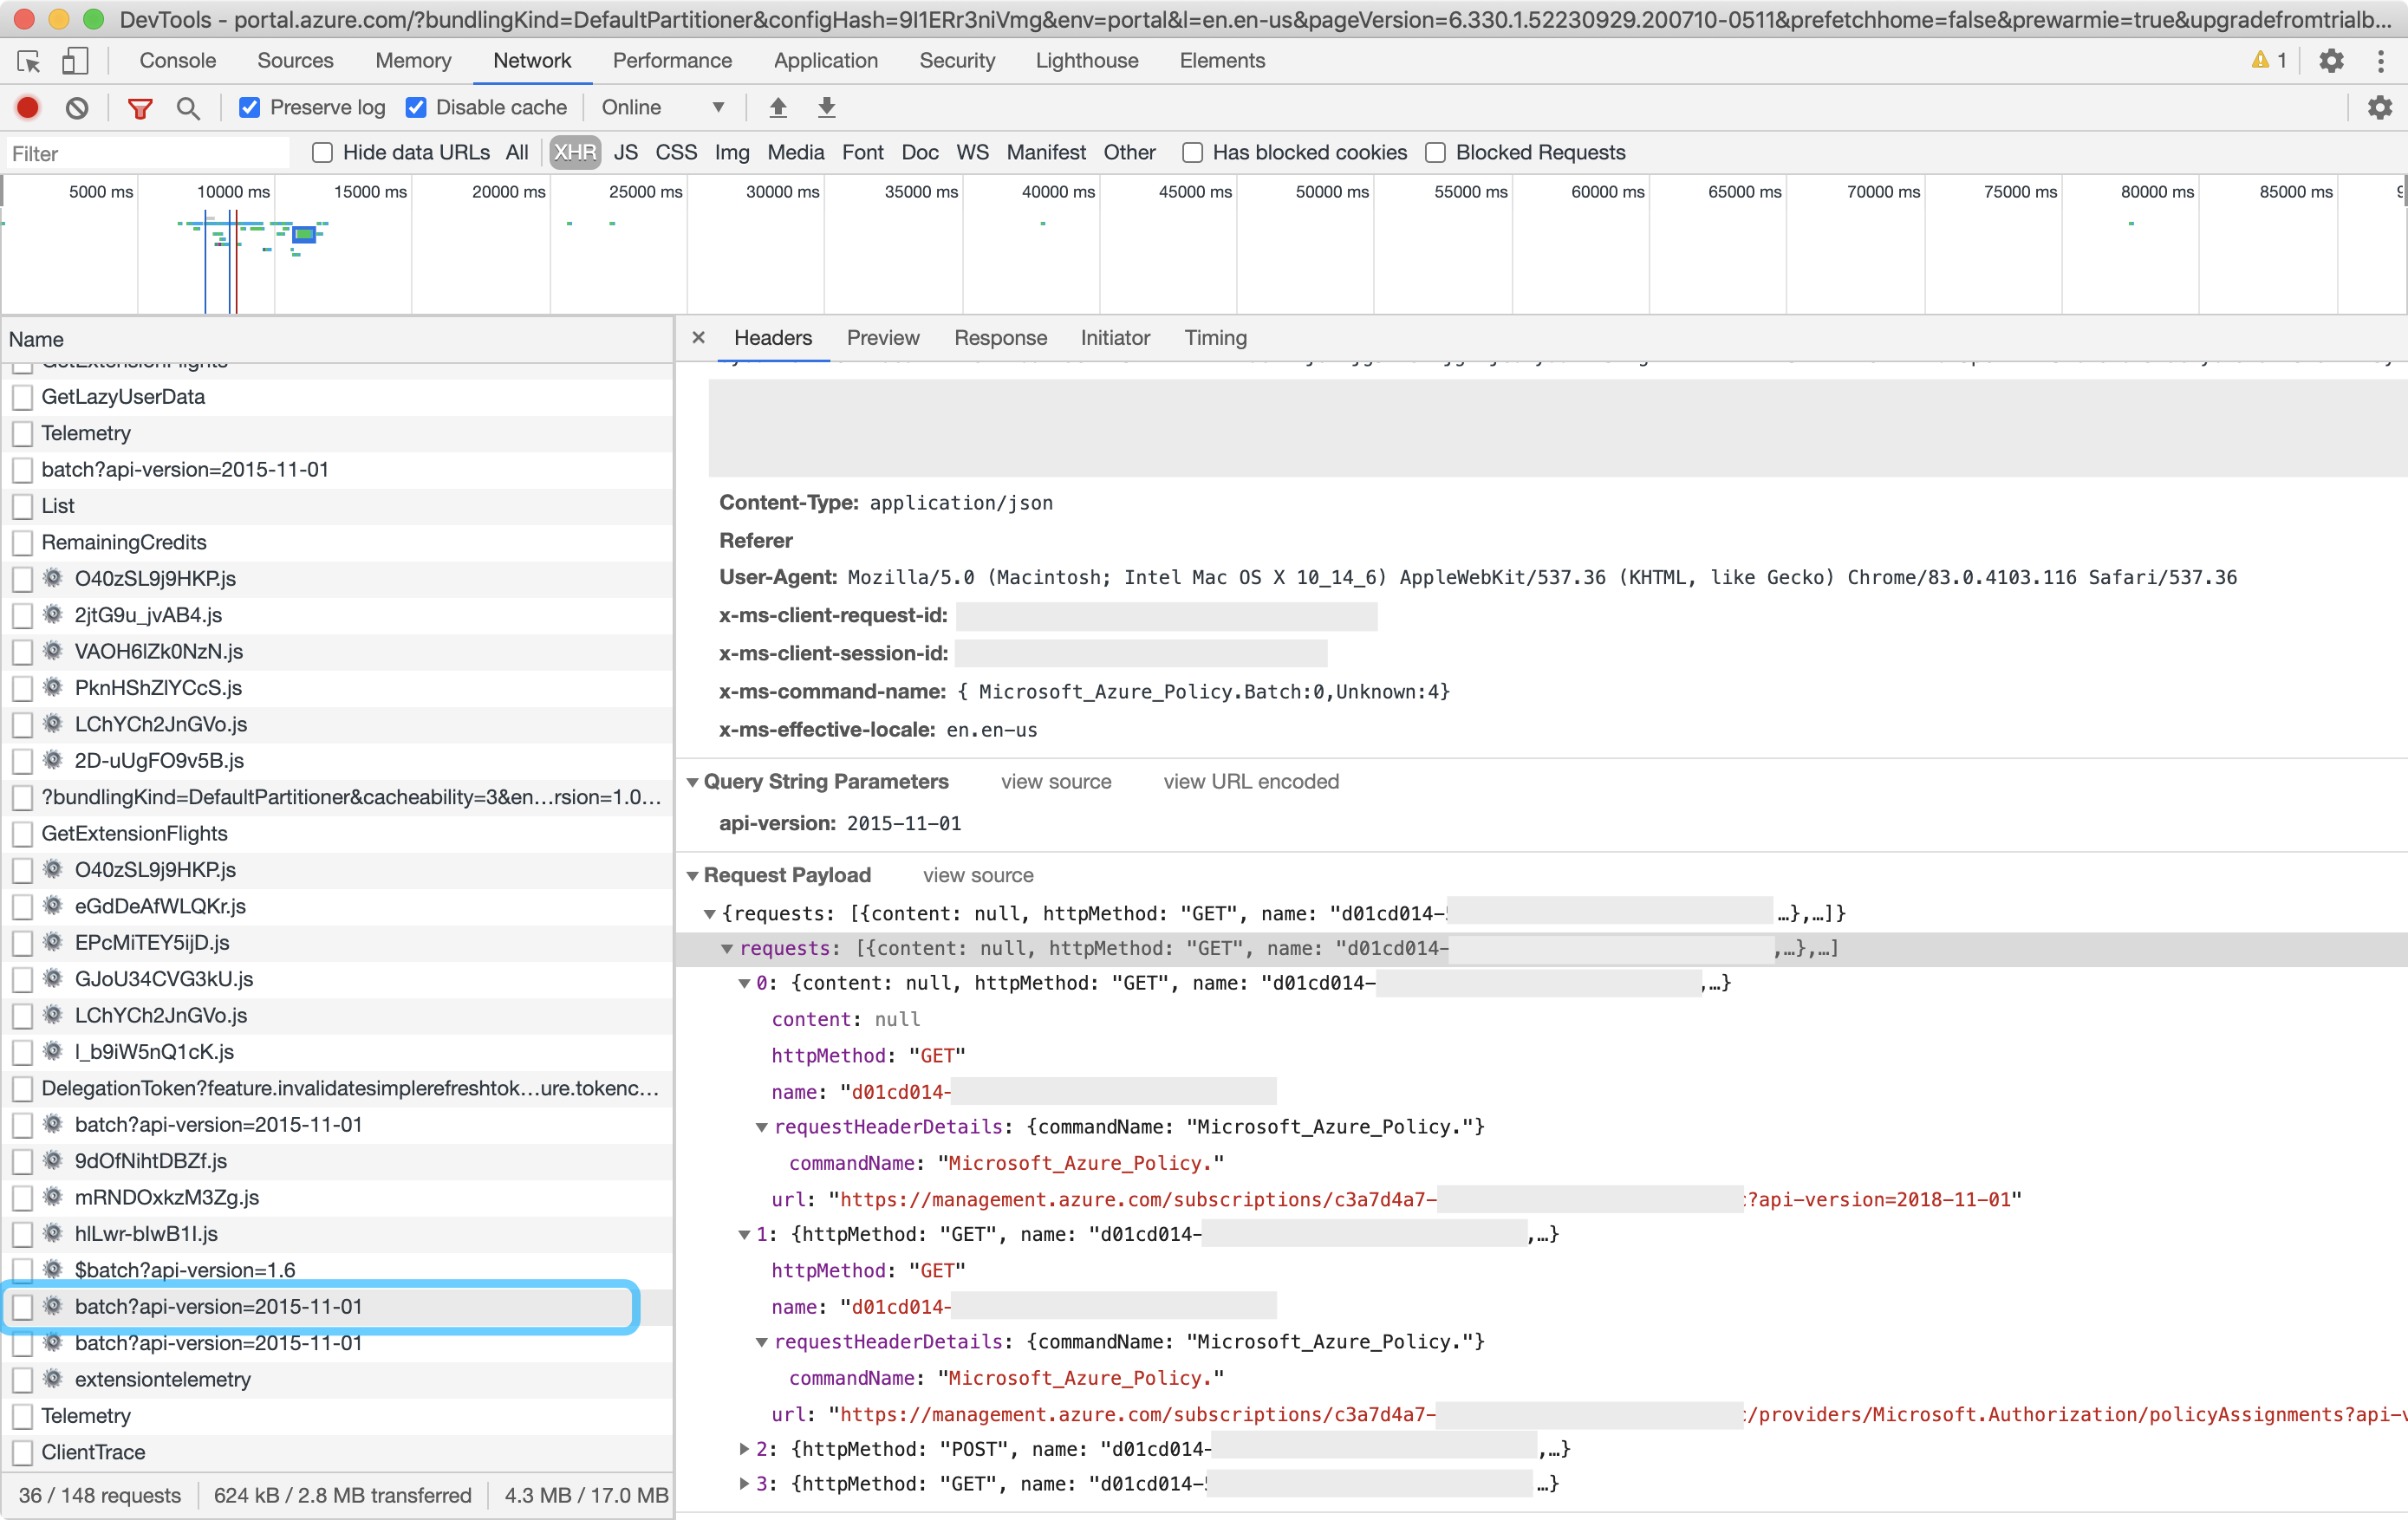 DevTools - portal.azure.com/?bundlingKind=DefaultPartitioner&configHash=9I1ERr3niVmg&env=portal&l=en.en-us&pageVersion=6.330.1.52230929.200710-0511&prefetchhome=false&prewarmie=true&upgradefromtrialb...
Console Sources Memory Network Performance Application Security Lighthouse Elements 1
Preserve log Disable cache Online
Filter Hide data URLs All XHR JS CSS Img Media Font Doc WS Manifest Other Has blocked cookies Blocked Requests
5000 ms 10000 ms 15000 ms 20000 ms 25000 ms 30000 ms 35000 ms 40000 ms 45000 ms 50000 ms 55000 ms 60000 ms 65000 ms 70000 ms 75000 ms 80000 ms 85000 ms
Name
GetExtensionFlights
GetLazyUserData
Telemetry
batch?api-version=2015-11-01
List
RemainingCredits
O40zSL9j9HKP.js
2jtG9u_jvAB4.js
VAOH6lZk0NzN.js
PknHShZlYCcS.js
LChYCh2JnGVo.js
2D-uUgFO9v5B.js
?bundlingKind=DefaultPartitioner&cacheability=3&en...rsion=1.0...
GetExtensionFlights
O40zSL9j9HKP.js
eGdDeAfWLQKr.js
EPcMiTEY5ijD.js
GJoU34CVG3kU.js
LChYCh2JnGVo.js
l_b9iW5nQ1cK.js
DelegationToken?feature.invalidatesimplerefreshtok...ure.tokenc...
batch?api-version=2015-11-01
9dOfNihtDBZf.js
mRNDOxkzM3Zg.js
hlLwr-bIwB1I.js
$batch?api-version=1.6
batch?api-version=2015-11-01
batch?api-version=2015-11-01
extensiontelemetry
Telemetry
ClientTrace
36 / 148 requests 624 kB / 2.8 MB transferred 4.3 MB / 17.0 MB
Headers Preview Response Initiator Timing
Content-Type: application/json
Referer
User-Agent: Mozilla/5.0 (Macintosh; Intel Mac OS X 10_14_6) AppleWebKit/537.36 (KHTML, like Gecko) Chrome/83.0.4103.116 Safari/537.36
x-ms-client-request-id:
x-ms-client-session-id:
x-ms-command-name: { Microsoft_Azure_Policy.Batch:0,Unknown:4}
x-ms-effective-locale: en.en-us
Query String Parameters view source view URL encoded
api-version: 2015-11-01
Request Payload view source
{requests: [{content: null, httpMethod: "GET", name: "d01cd014- …},…]}
requests: [{content: null, httpMethod: "GET", name: "d01cd014- ,…},…]
0: {content: null, httpMethod: "GET", name: "d01cd014- ,…}
content: null
httpMethod: "GET"
name: "d01cd014-
requestHeaderDetails: {commandName: "Microsoft_Azure_Policy."}
commandName: "Microsoft_Azure_Policy."
url: "https://management.azure.com/subscriptions/c3a7d4a7- ?api-version=2018-11-01"
1: {httpMethod: "GET", name: "d01cd014- ,…}
httpMethod: "GET"
name: "d01cd014-
requestHeaderDetails: {commandName: "Microsoft_Azure_Policy."}
commandName: "Microsoft_Azure_Policy."
url: "https://management.azure.com/subscriptions/c3a7d4a7- /providers/Microsoft.Authorization/policyAssignments?api-v
2: {httpMethod: "POST", name: "d01cd014- ,…}
3: {httpMethod: "GET", name: "d01cd014- …}